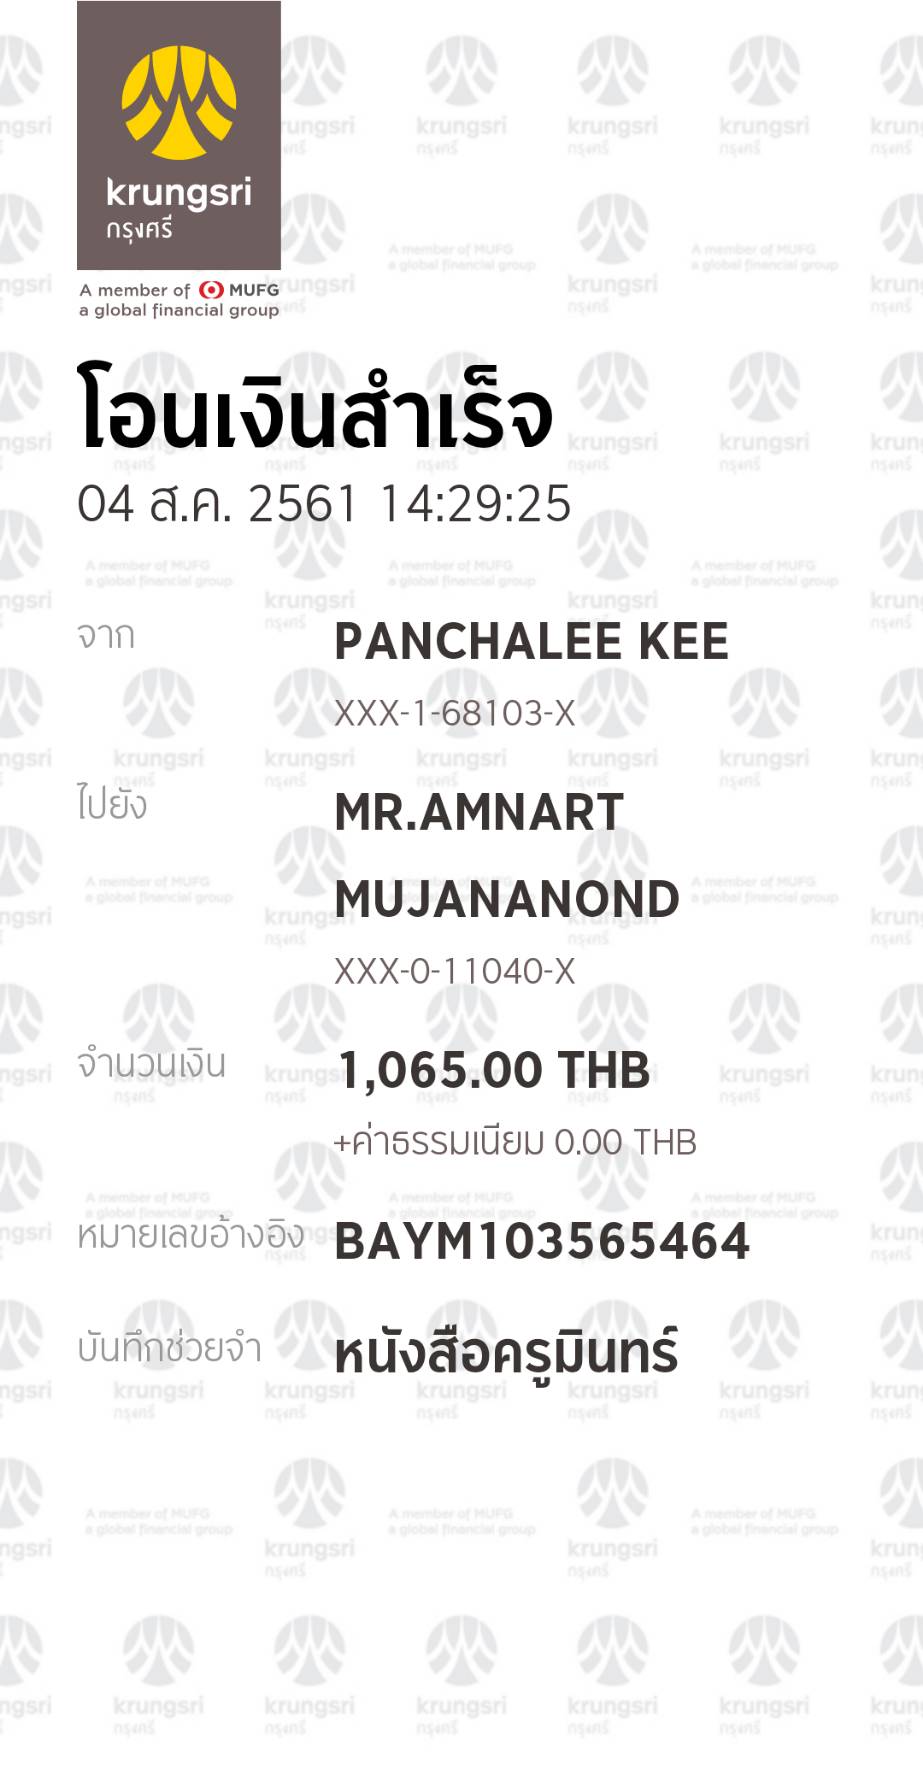 krungsri
กรุงศรี
A member of MUFG
a global financial group
โอนเงินสำเร็จ
04 ส.ค. 2561 14:29:25
จาก
PANCHALEE KEE
XXX-1-68103-X
ไปยัง
MR.AMNART
MUJANANOND
XXX-0-11040-X
จำนวนเงิน
1,065.00 THB
+ค่าธรรมเนียม 0.00 THB
หมายเลขอ้างอิง
BAYM103565464
บันทึกช่วยจำ
หนังสือครูมินทร์